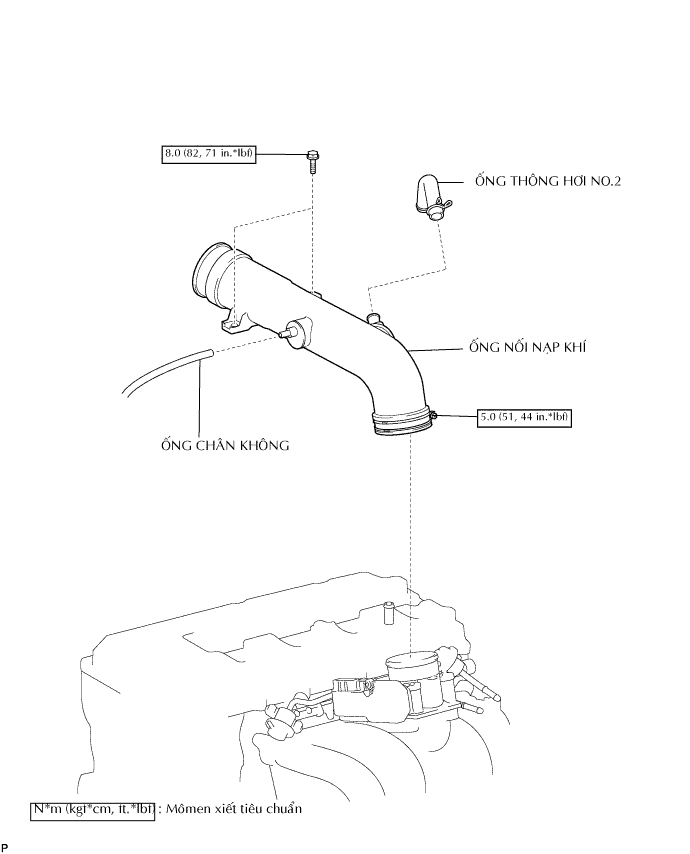 8.0 (82, 71 in.*lbf)
ỐNG THÔNG HƠI NO.2
ỐNG NỐI NẠP KHÍ
5.0 (51, 44 in.*lbf)
ỐNG CHÂN KHÔNG
N*m (kgf*cm, ft.*lbf) : Mômen xiết tiêu chuẩn
P